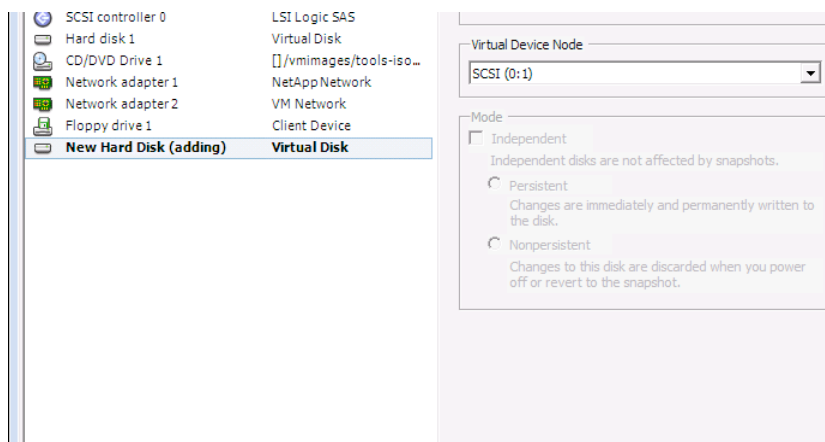 SCSI controller 0 LSI Logic SAS
Hard disk 1 Virtual Disk
CD/DVD Drive 1 [] /vmimages/tools-iso...
Network adapter 1 NetApp Network
Network adapter 2 VM Network
Floppy drive 1 Client Device
New Hard Disk (adding) Virtual Disk
Virtual Device Node
SCSI (0:1)
Mode
Independent
Independent disks are not affected by snapshots.
Persistent
Changes are immediately and permanently written to
the disk.
Nonpersistent
Changes to this disk are discarded when you power
off or revert to the snapshot.